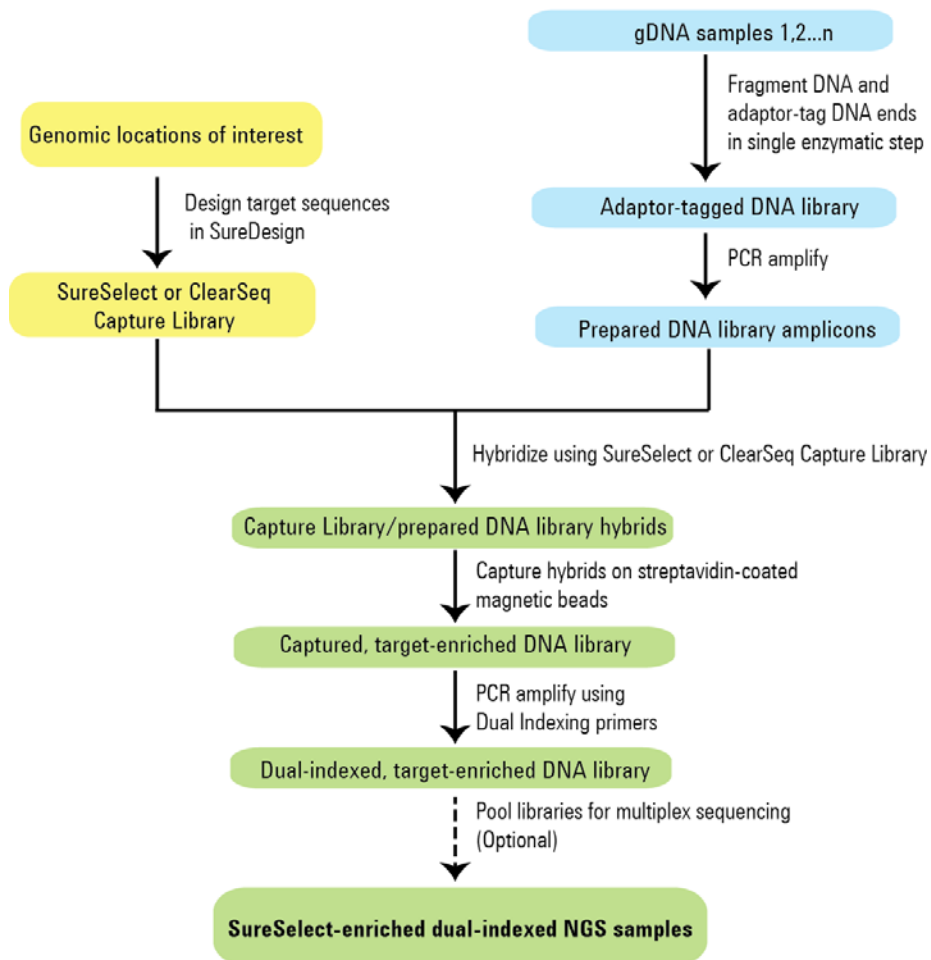 gDNA samples 1,2...n
Fragment DNA and
adaptor-tag DNA ends
in single enzymatic step
Genomic locations of interest
Design target sequences
in SureDesign
Adaptor-tagged DNA library
PCR amplify
SureSelect or ClearSeq
Capture Library
Prepared DNA library amplicons
Hybridize using SureSelect or ClearSeq Capture Library
Capture Library/prepared DNA library hybrids
Capture hybrids on streptavidin-coated
magnetic beads
Captured, target-enriched DNA library
PCR amplify using
Dual Indexing primers
Dual-indexed, target-enriched DNA library
Pool libraries for multiplex sequencing
(Optional)
SureSelect-enriched dual-indexed NGS samples